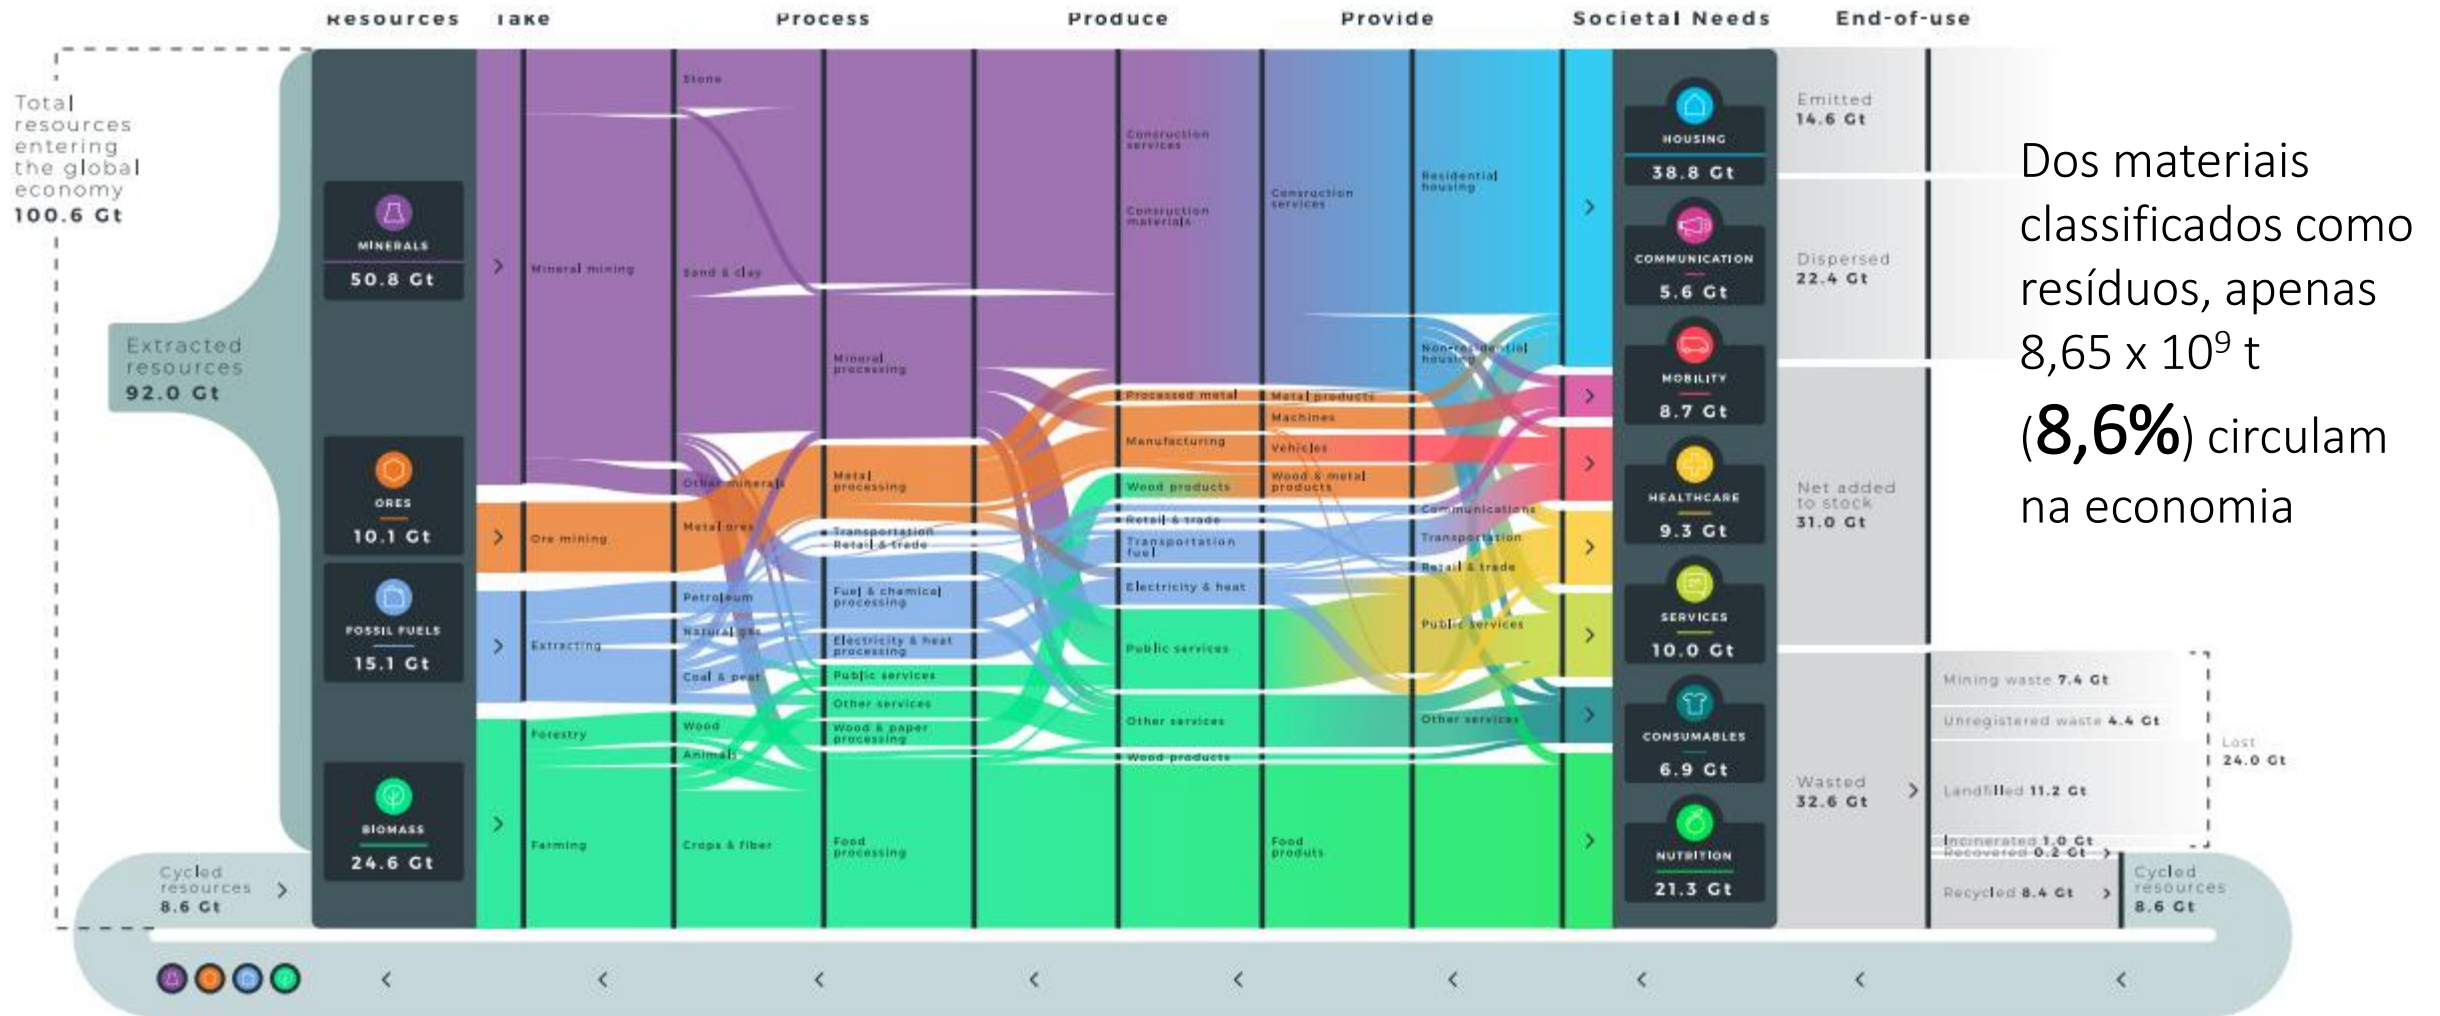 Resources
Take
Process
Produce
Provide
Societal Needs
End-of-use
Total
resources
entering
the global
economy
100.6 Gt
Extracted
resources
92.0 Gt
Cycled
resources
8.6 Gt
MINERALS
50.8 Gt
ORES
10.1 Gt
FOSSIL FUELS
15.1 Gt
BIOMASS
24.6 Gt
Mineral mining
Ore mining
Extracting
Forestry
Farming
Stone
Sand & clay
Other minerals
Metal ores
Petroleum
Natural gas
Coal & peat
Wood
Animals
Crops & fiber
Mineral
processing
Metal
processing
Transportation
Retail & trade
Fuel & chemical
processing
Electricity & heat
processing
Public services
Other services
Wood & paper
processing
Food
processing
Consruction
services
Consruction
materials
Processed metal
Manufacturing
Wood products
Retail & trade
Transportation
fuel
Electricity & heat
Public services
Other services
Wood products
Consruction
services
Metal products
Machines
Vehicles
Wood & metal
products
Food
produts
Residential
housing
Non-residential
housing
Communications
Transportation
Retail & trade
Public services
Other services
HOUSING
38.8 Gt
COMMUNICATION
5.6 Gt
MOBILITY
8.7 Gt
HEALTHCARE
9.3 Gt
SERVICES
10.0 Gt
CONSUMABLES
6.9 Gt
NUTRITION
21.3 Gt
Emitted
14.6 Gt
Dispersed
22.4 Gt
Net added
to stock
31.0 Gt
Wasted
32.6 Gt
Mining waste 7.4 Gt
Unregistered waste 4.4 Gt
Landfilled 11.2 Gt
Incinerated 1.0 Gt
Recovered 0.2 Gt
Recycled 8.4 Gt
Lost
24.0 Gt
Cycled
resources
8.6 Gt
Dos materiais
classificados como
resíduos, apenas
8,65 x 10⁹ t
(8,6%) circulam
na economia